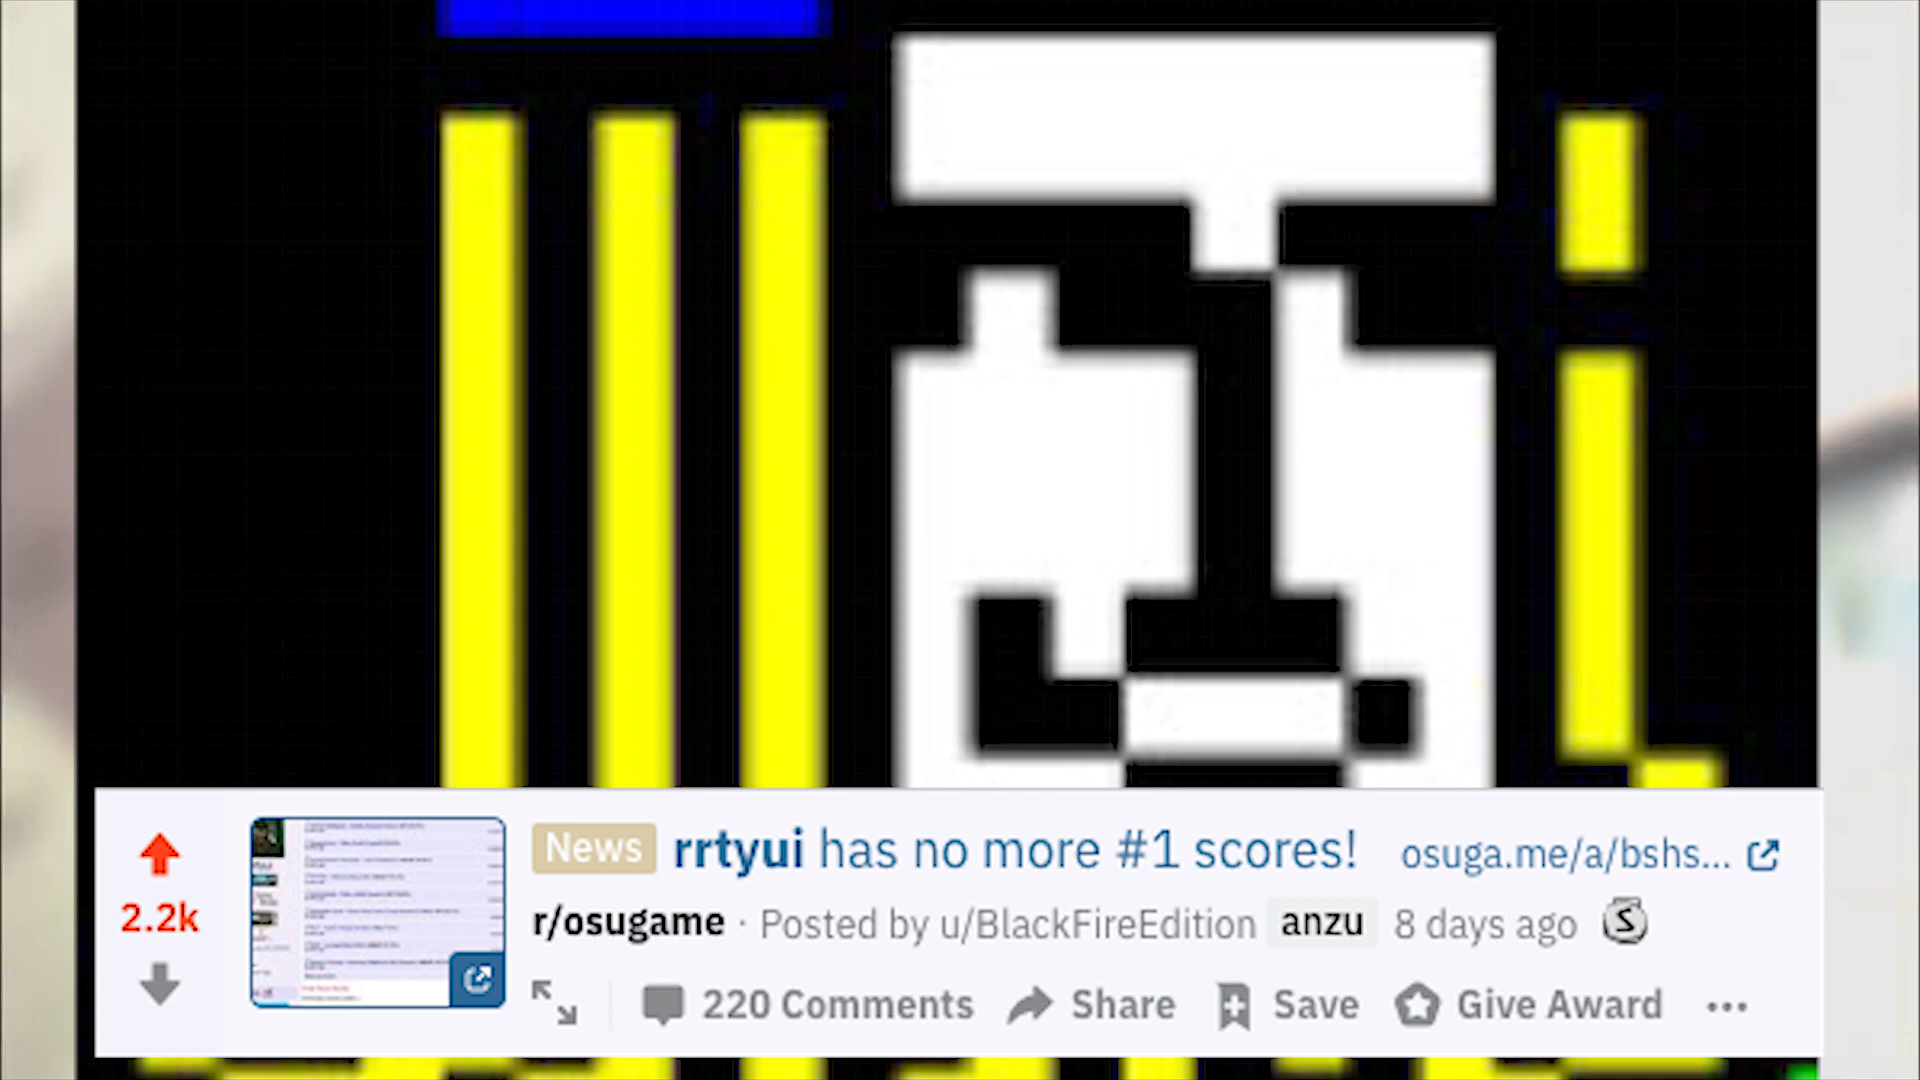 News rrtyui has no more #1 scores! osuga.me/a/bshs...
2.2k
r/osugame · Posted by u/BlackFireEdition anzu 8 days ago S
220 Comments Share Save Give Award ...